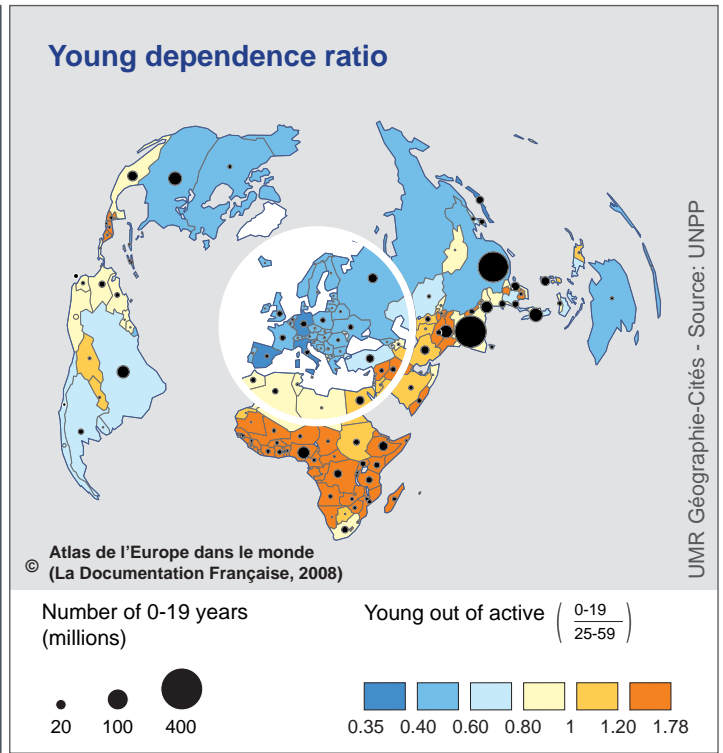 Young dependence ratio
UMR Géographie-Cités - Source: UNPP
© Atlas de l’Europe dans le monde
(La Documentation Française, 2008)
Number of 0-19 years
(millions)
20 100 400
Young out of active ( 0-19
25-59 )
0.35 0.40 0.60 0.80 1 1.20 1.78